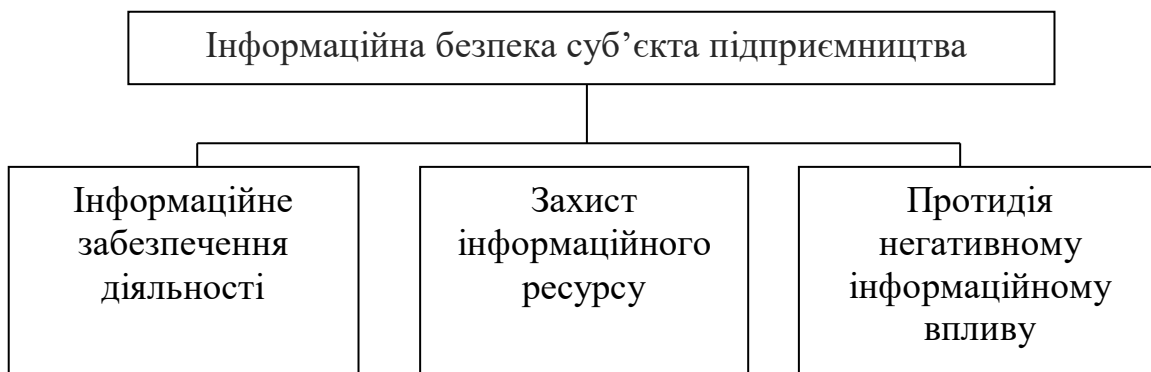 Інформаційна безпека суб’єкта підприємництва
Інформаційне
забезпечення
діяльності
Захист
інформаційного
ресурсу
Протидія
негативному
інформаційному
впливу